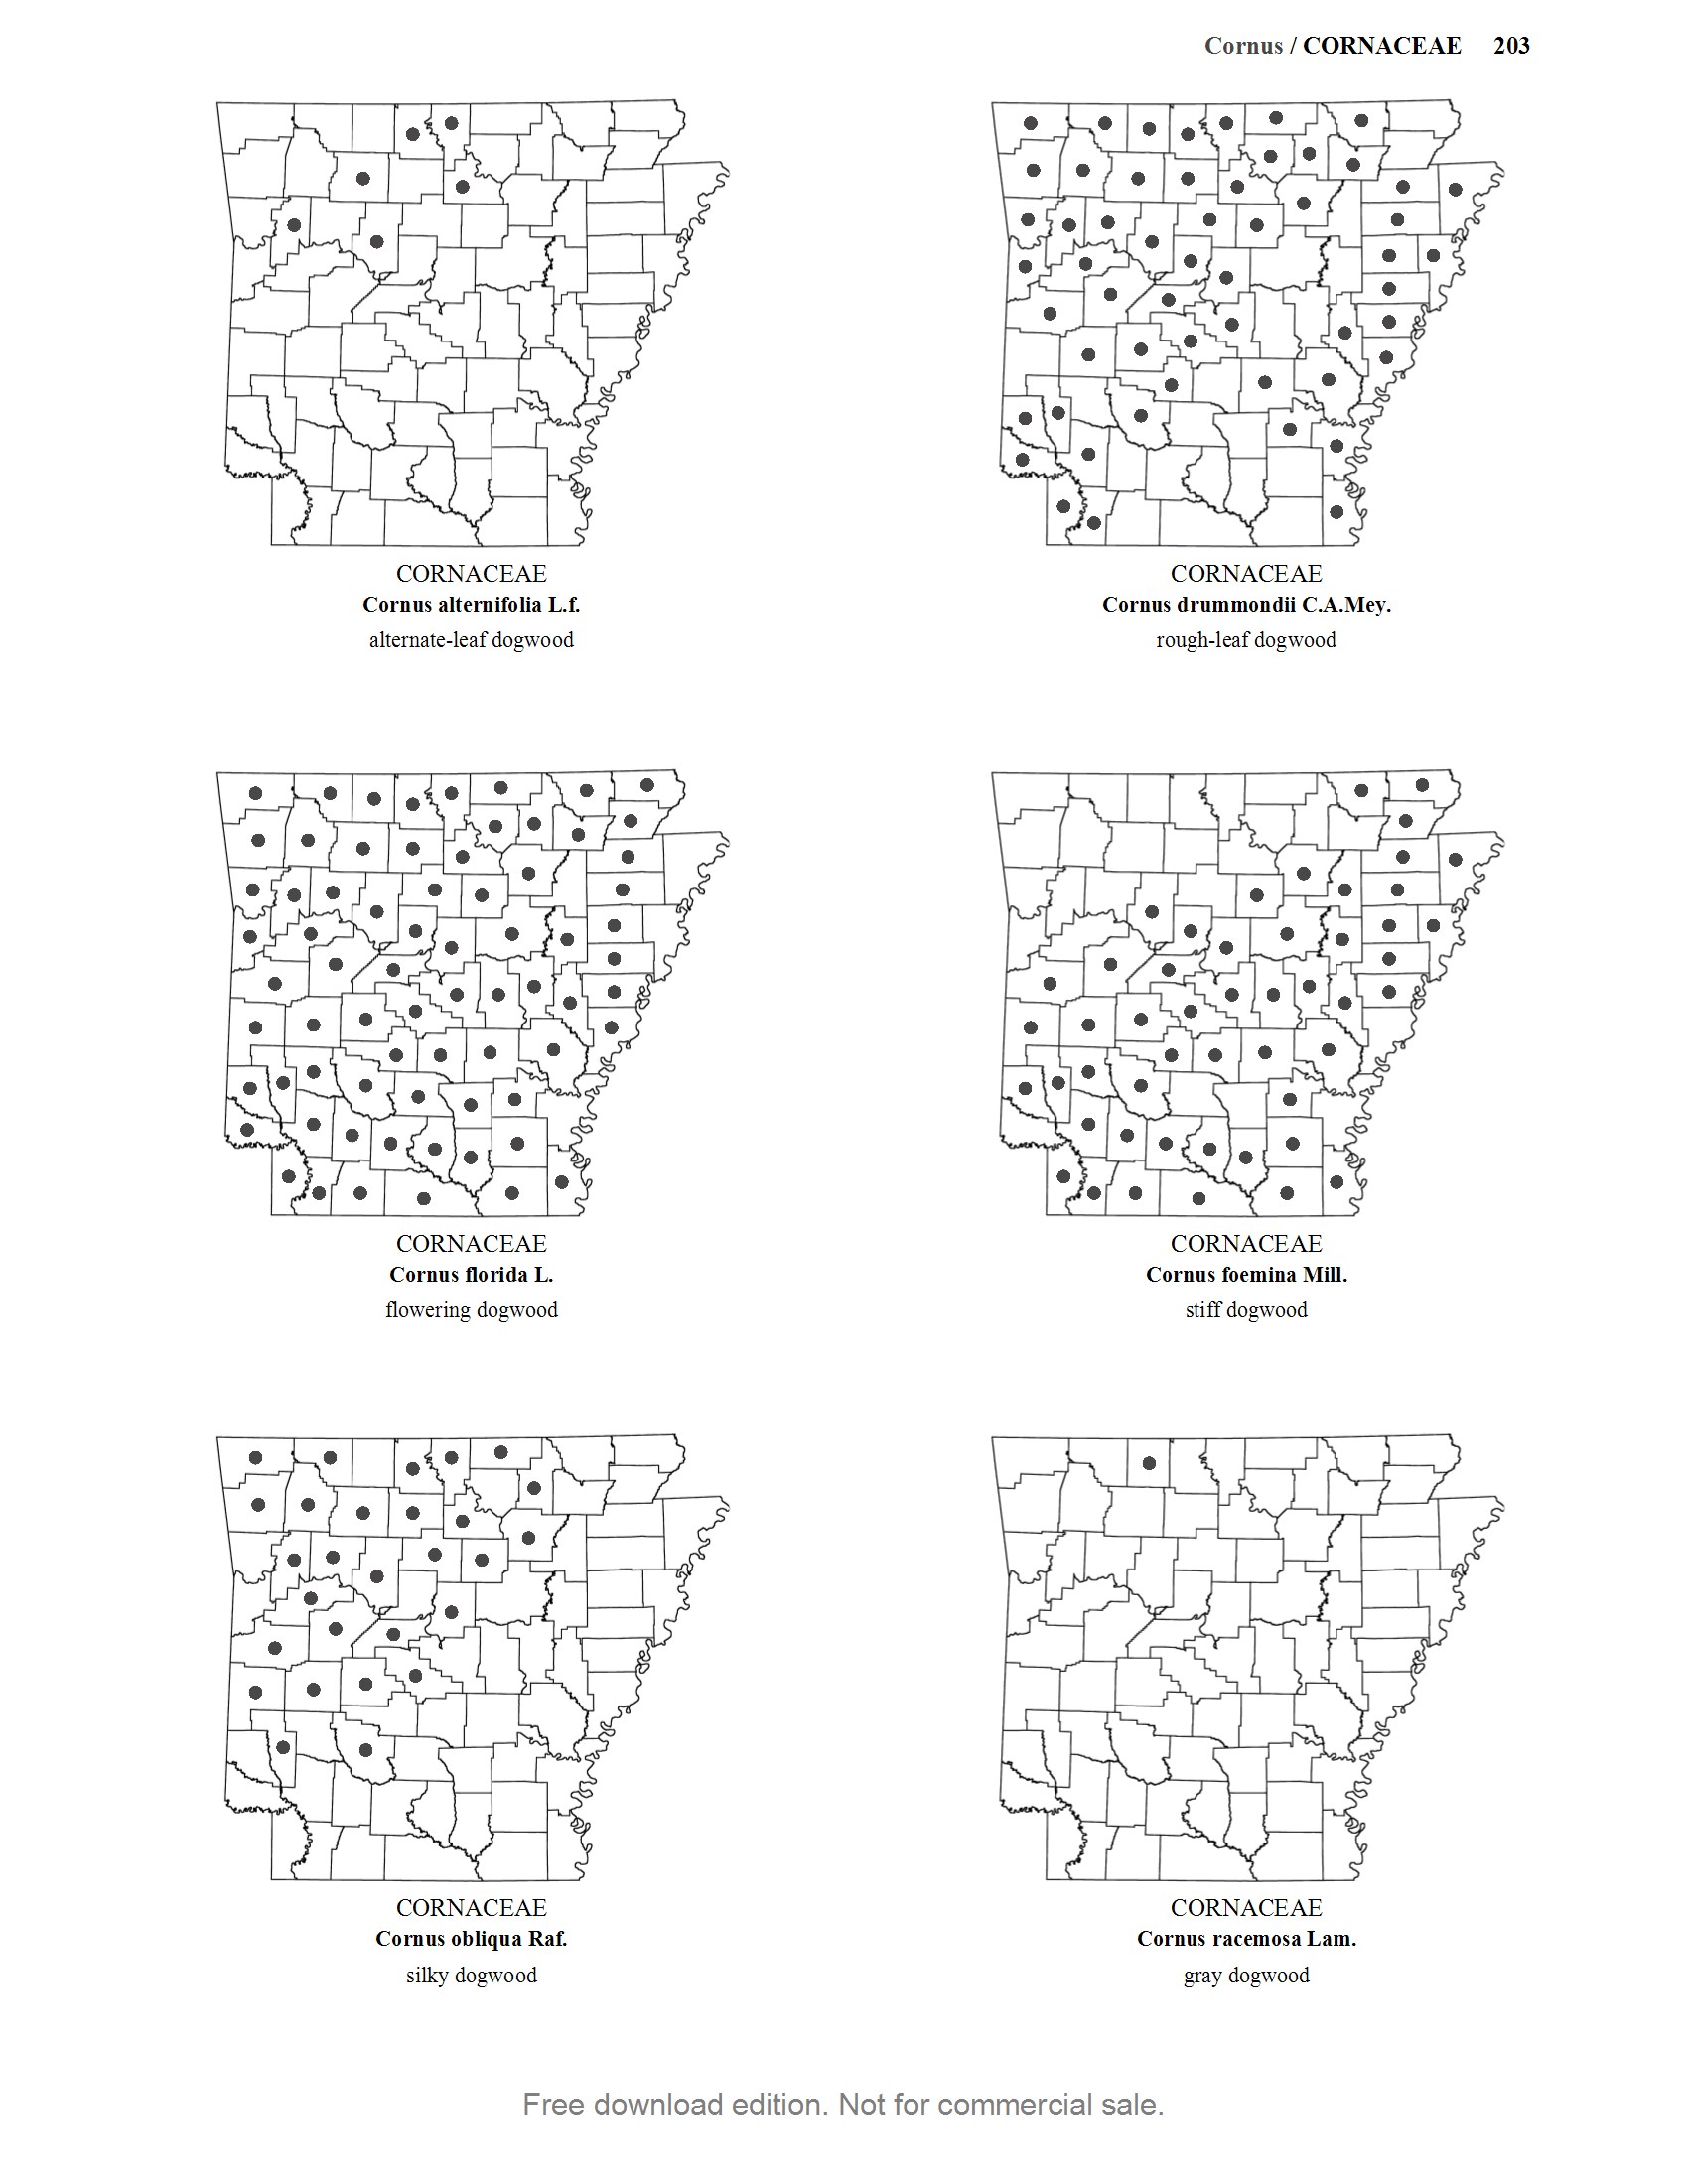 Cornus / CORNACEAE 203
CORNACEAE
Cornus alternifolia L.f.
alternate-leaf dogwood
CORNACEAE
Cornus drummondii C.A.Mey.
rough-leaf dogwood
CORNACEAE
Cornus florida L.
flowering dogwood
CORNACEAE
Cornus foemina Mill.
stiff dogwood
CORNACEAE
Cornus obliqua Raf.
silky dogwood
CORNACEAE
Cornus racemosa Lam.
gray dogwood
Free download edition. Not for commercial sale.